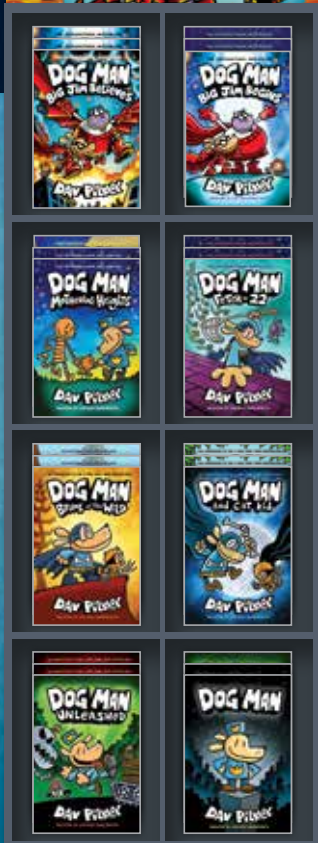 DOG MAN
BIG JIM BELIEVES
DAV PILKEY
DOG MAN
BIG JIM BEGINS
DAV PILKEY
DOG MAN
Mothering Heights
DAV PILKEY
DOG MAN
FETCH-22
DAV PILKEY
DOG MAN
BRAWL of the WILD
DAV PILKEY
DOG MAN
and CAT KID
DAV PILKEY
DOG MAN
UNLEASHED
DAV PILKEY
DOG MAN
DAV PILKEY